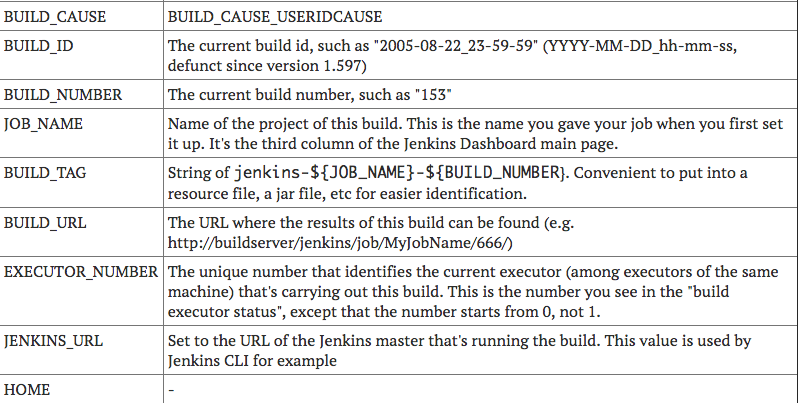 BUILD_CAUSE BUILD_CAUSE_USERIDCAUSE
BUILD_ID The current build id, such as "2005-08-22_23-59-59" (YYYY-MM-DD_hh-mm-ss,
defunct since version 1.597)
BUILD_NUMBER The current build number, such as "153"
JOB_NAME Name of the project of this build. This is the name you gave your job when you first set
it up. It's the third column of the Jenkins Dashboard main page.
BUILD_TAG String of jenkins-${JOB_NAME}-${BUILD_NUMBER}. Convenient to put into a
resource file, a jar file, etc for easier identification.
BUILD_URL The URL where the results of this build can be found (e.g.
http://buildserver/jenkins/job/MyJobName/666/)
EXECUTOR_NUMBER The unique number that identifies the current executor (among executors of the same
machine) that's carrying out this build. This is the number you see in the "build
executor status", except that the number starts from 0, not 1.
JENKINS_URL Set to the URL of the Jenkins master that's running the build. This value is used by
Jenkins CLI for example
HOME -